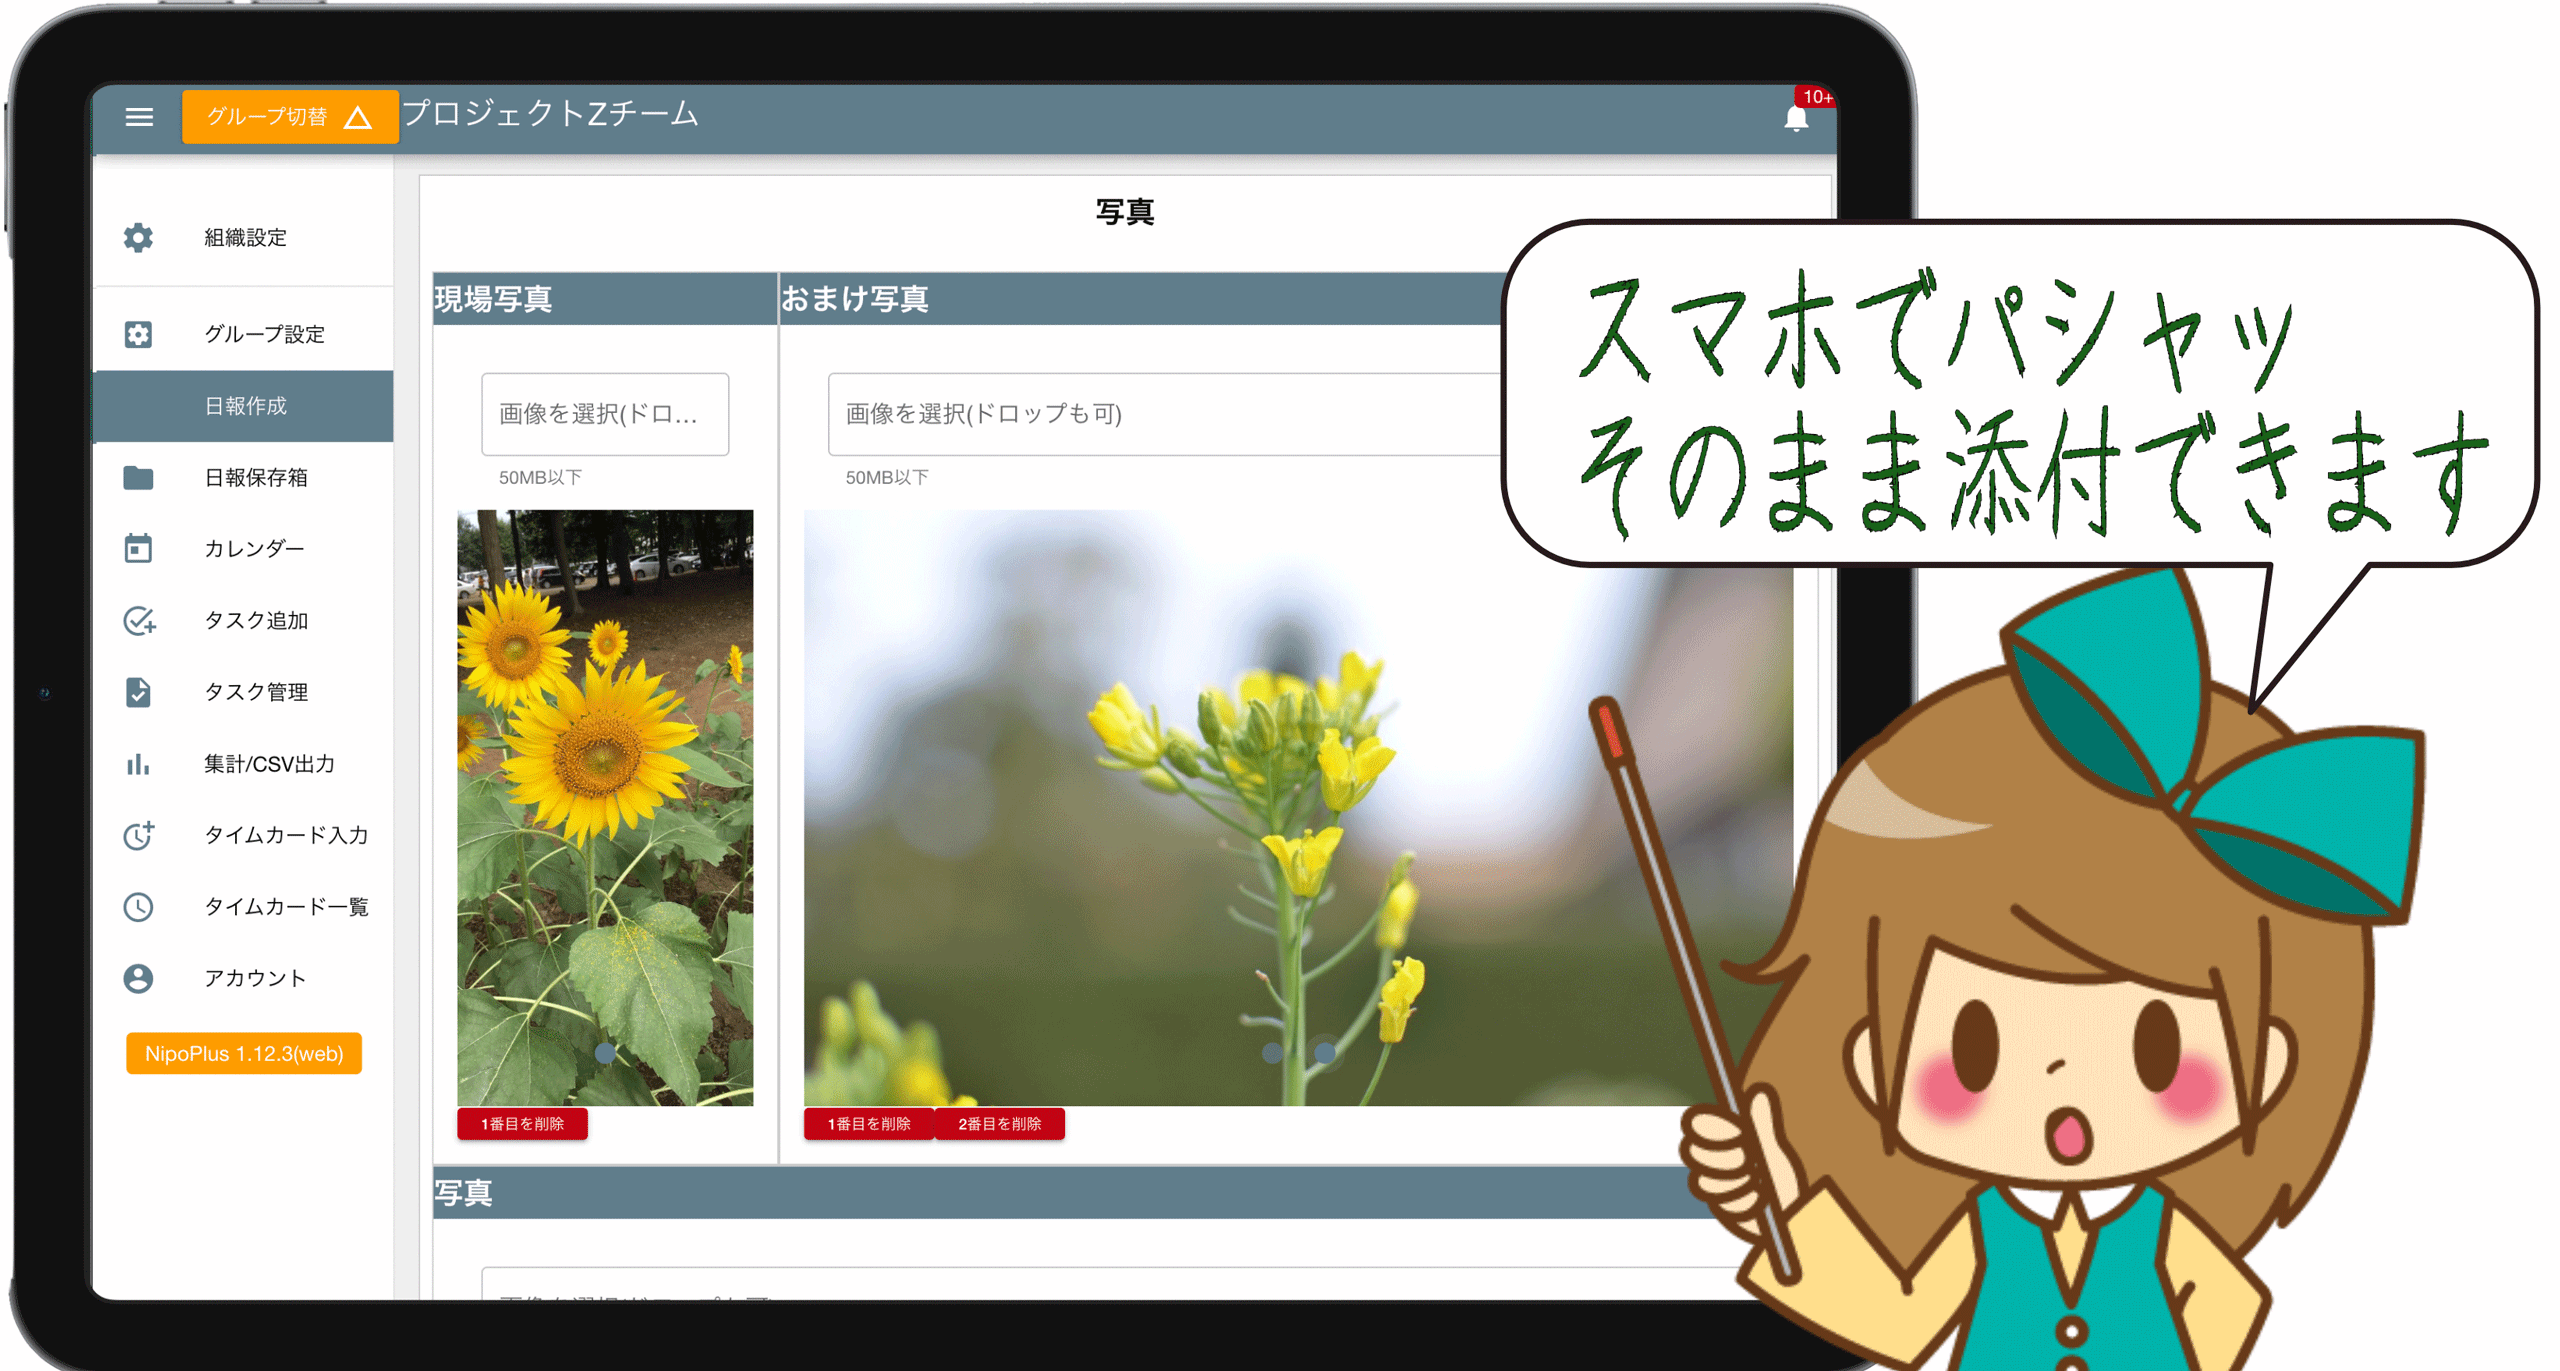 グループ切替
プロジェクトZチーム
10+
組織設定
グループ設定
日報作成
日報保存箱
カレンダー
タスク追加
タスク管理
集計/CSV出力
タイムカード入力
タイムカード一覧
アカウント
NipoPlus 1.12.3(web)
写真
現場写真
画像を選択(ドロ...
50MB以下
1番目を削除
おまけ写真
画像を選択(ドロップも可)
50MB以下
1番目を削除
2番目を削除
写真
スマホでパシャッ
そのまま添付できます